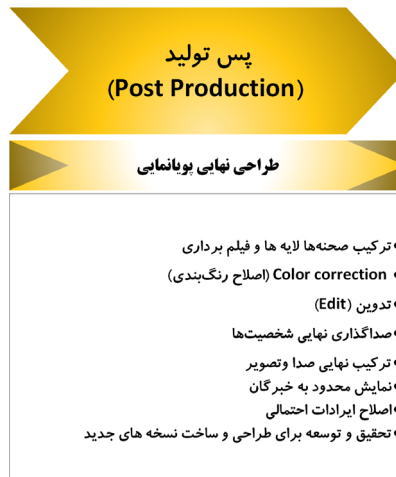 پس تولید
(Post Production)
طراحی نهایی پویانمایی
•ترکیب صحنه‌ها لایه ها و فیلم برداری
• Color correction (اصلاح رنگ‌بندی)
•تدوین (Edit)
•صداگذاری نهایی شخصیت‌ها
•ترکیب نهایی صدا وتصویر
•نمایش محدود به خبرگان
•اصلاح ایرادات احتمالی
•تحقیق و توسعه برای طراحی و ساخت نسخه های جدید